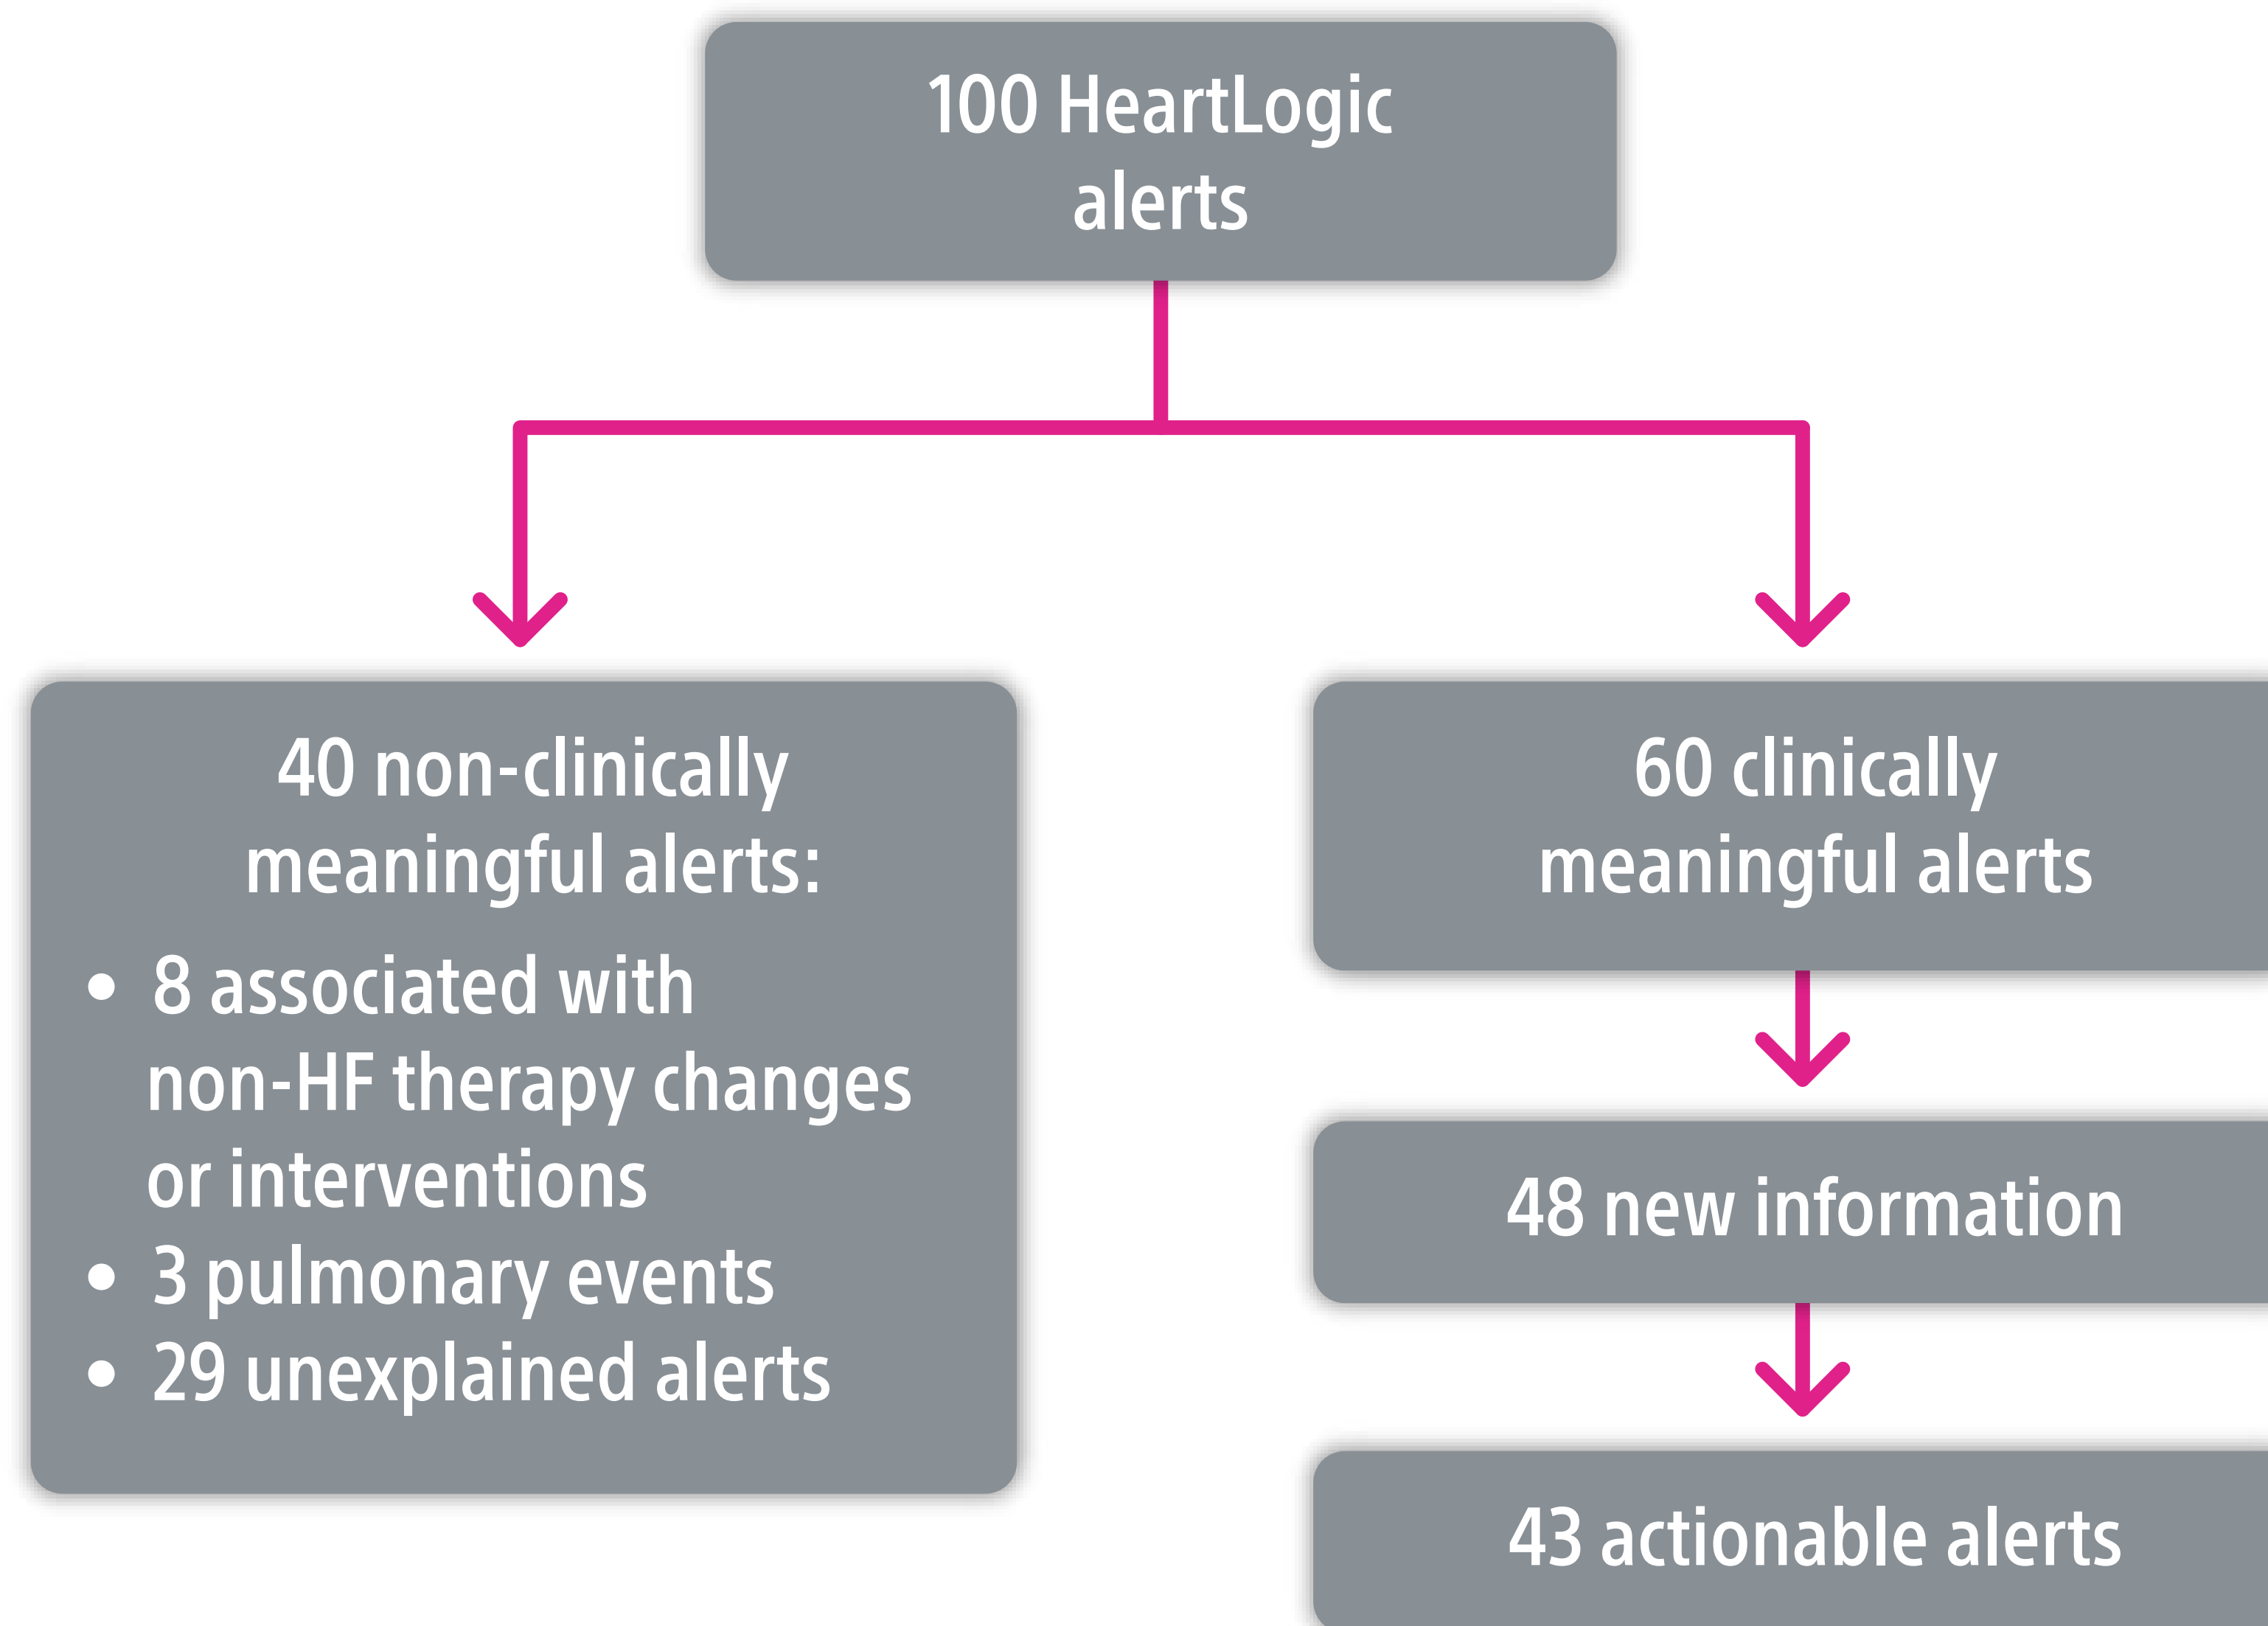 100 HeartLogic
alerts
40 non-clinically
meaningful alerts:
• 8 associated with
non-HF therapy changes
or interventions
• 3 pulmonary events
• 29 unexplained alerts
60 clinically
meaningful alerts
48 new information
43 actionable alerts